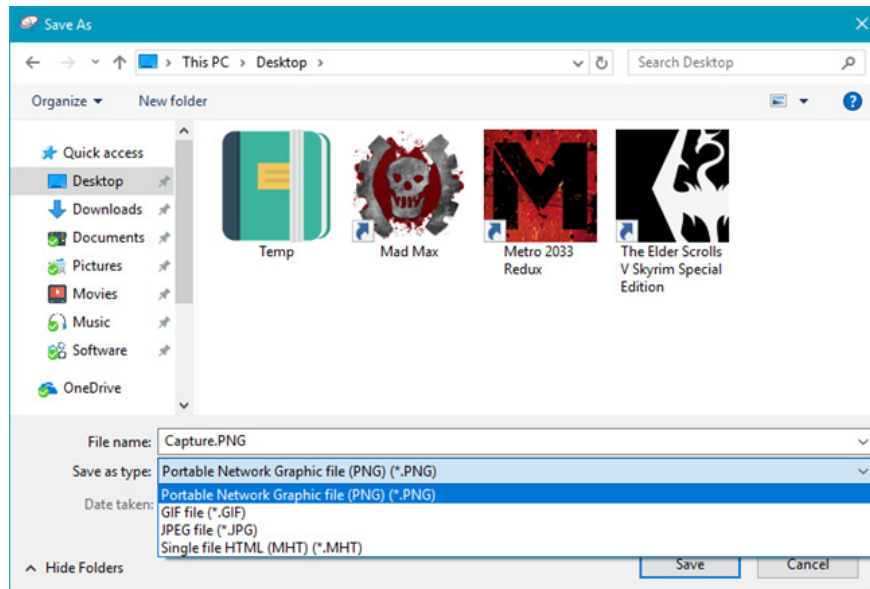 Save As
This PC > Desktop >
Search Desktop
Organize
New folder
Quick access
Desktop
Downloads
Documents
Pictures
Movies
Music
Software
OneDrive
Temp
Mad Max
M
Metro 2033
Redux
The Elder Scrolls
V Skyrim Special
Edition
File name: Capture.PNG
Save as type: Portable Network Graphic file (PNG) (*.PNG)
Date taken:
Portable Network Graphic file (PNG) (*.PNG)
GIF file (*.GIF)
JPEG file (*.JPG)
Single file HTML (MHT) (*.MHT)
Hide Folders
Save
Cancel